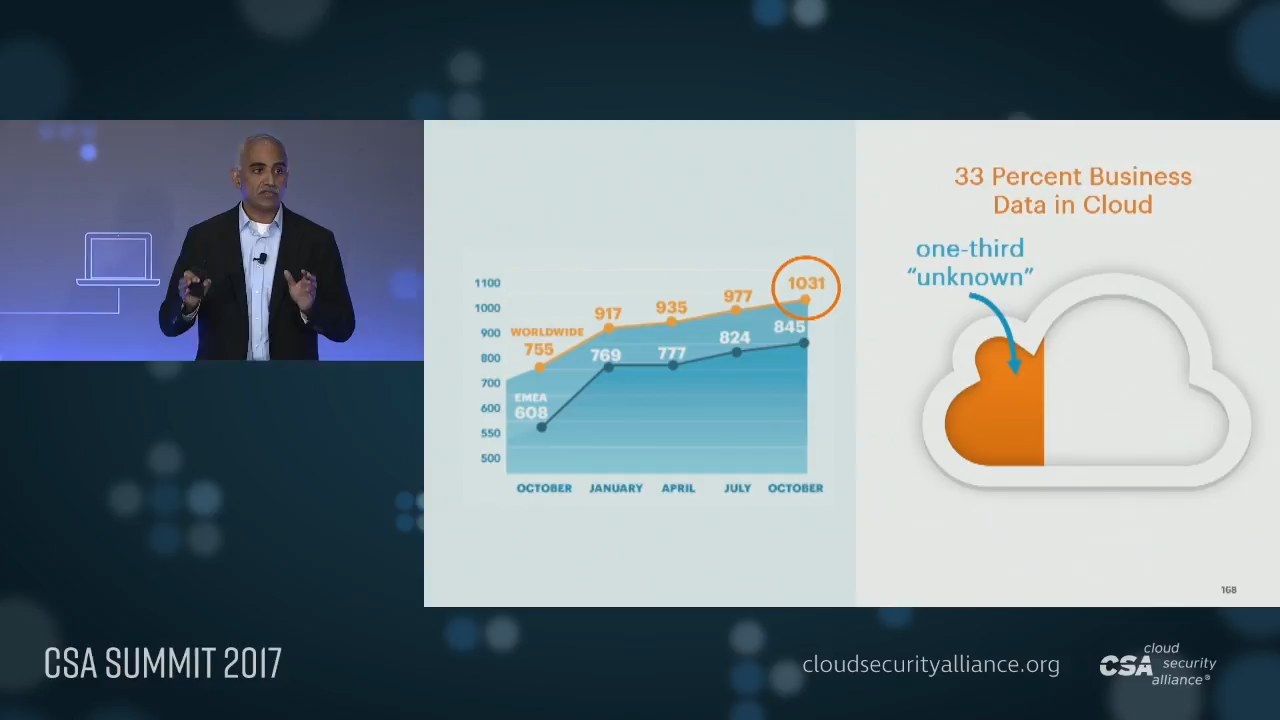 33 Percent Business
Data in Cloud
one-third
“unknown”
1100
1000
900
800
700
600
550
500
WORLDWIDE
755
917
935
977
1031
EMEA
608
769
777
824
845
OCTOBER JANUARY APRIL JULY OCTOBER
168
CSA SUMMIT 2017
cloudsecurityalliance.org
CSA cloud
security
alliance®